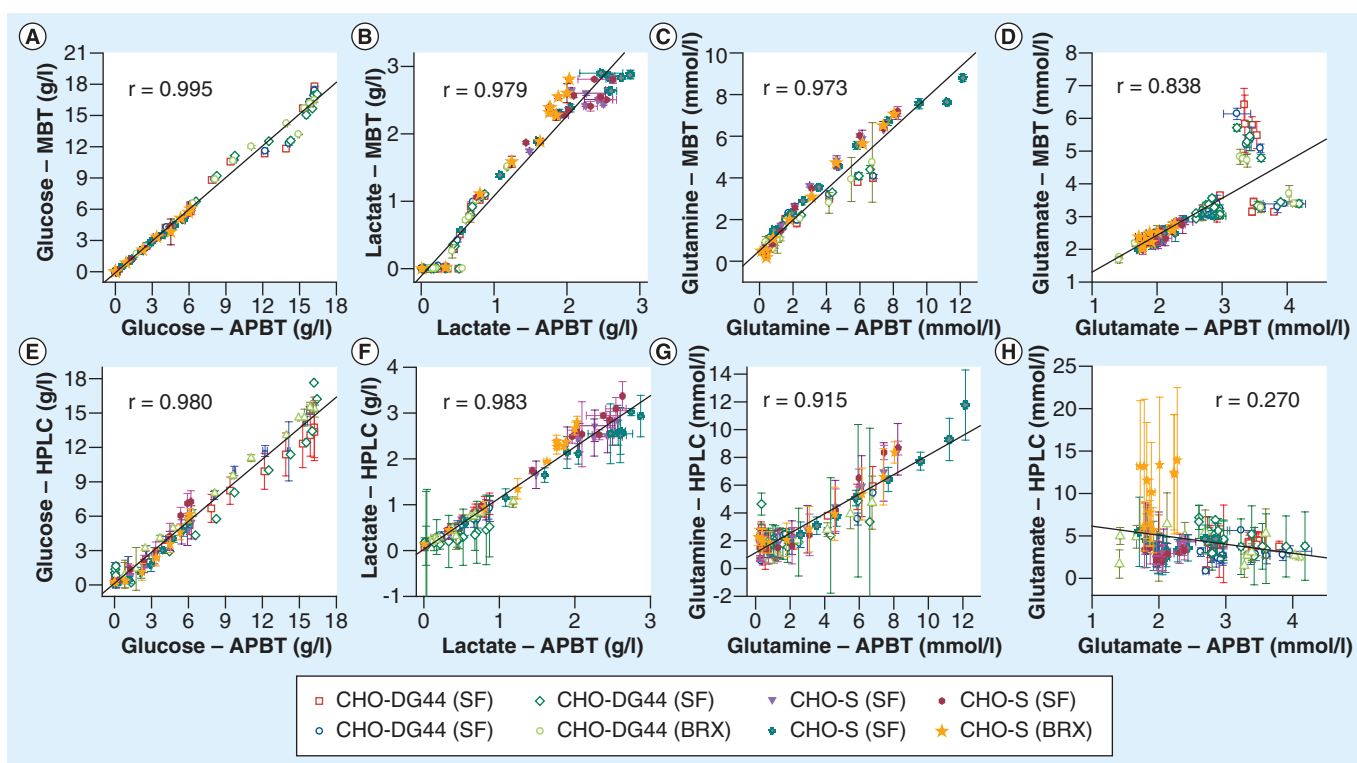 A
Glucose – MBT (g/l)
21
18
15
12
9
6
3
0
r = 0.995
0 3 6 9 12 15 18
Glucose – APBT (g/l)
B
Lactate – MBT (g/l)
3
2
1
0
r = 0.979
0 1 2 3
Lactate – APBT (g/l)
C
Glutamine – MBT (mmol/l)
10
8
6
4
2
0
r = 0.973
0 2 4 6 8 10 12
Glutamine – APBT (mmol/l)
D
Glutamate – MBT (mmol/l)
8
7
6
5
4
3
2
1
r = 0.838
1 2 3 4
Glutamate – APBT (mmol/l)
E
Glucose – HPLC (g/l)
18
15
12
9
6
3
0
r = 0.980
0 3 6 9 12 15 18
Glucose – APBT (g/l)
F
Lactate – HPLC (g/l)
4
3
2
1
0
-1
r = 0.983
0 1 2 3
Lactate – APBT (g/l)
G
Glutamine – HPLC (mmol/l)
14
12
10
8
6
4
2
0
-2
r = 0.915
0 2 4 6 8 10 12
Glutamine – APBT (mmol/l)
H
Glutamate – HPLC (mmol/l)
25
20
15
10
5
0
r = 0.270
1 2 3 4
Glutamate – APBT (mmol/l)
CHO-DG44 (SF) CHO-DG44 (SF) CHO-S (SF) CHO-S (SF)
CHO-DG44 (SF) CHO-DG44 (BRX) CHO-S (SF) CHO-S (BRX)